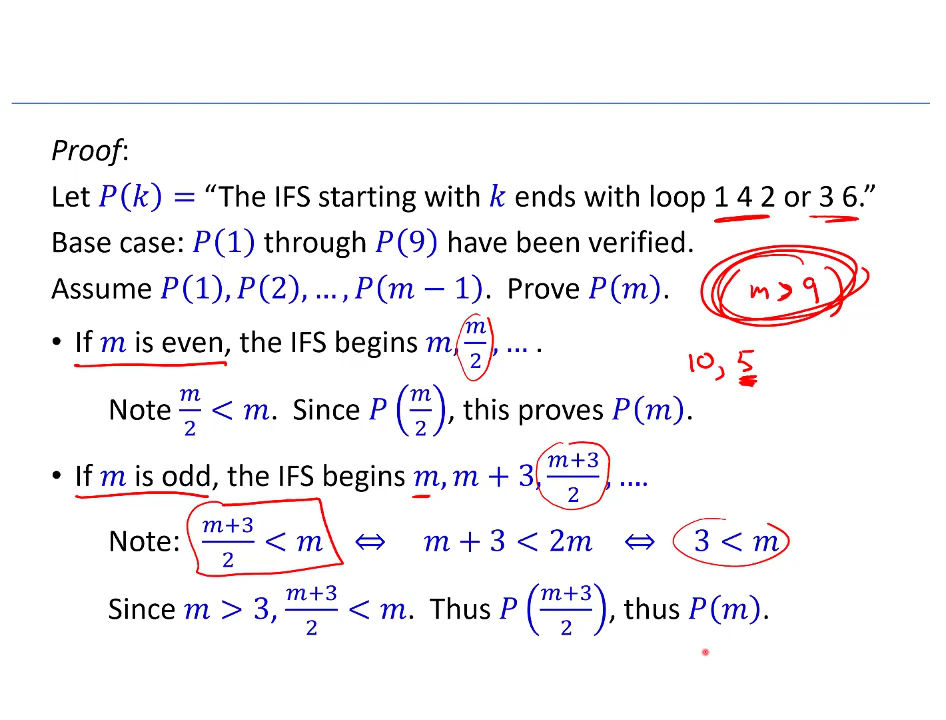 Proof:
Let P(k) = “The IFS starting with k ends with loop 1 4 2 or 3 6.”
Base case: P(1) through P(9) have been verified.
Assume P(1), P(2), … , P(m − 1). Prove P(m).
m > 9
• If m is even, the IFS begins m, m/2, … .
10, 5
Note m/2 < m. Since P(m/2), this proves P(m).
• If m is odd, the IFS begins m, m + 3, (m+3)/2, ….
Note: (m+3)/2 < m ⇔ m + 3 < 2m ⇔ 3 < m
Since m > 3, (m+3)/2 < m. Thus P((m+3)/2), thus P(m).